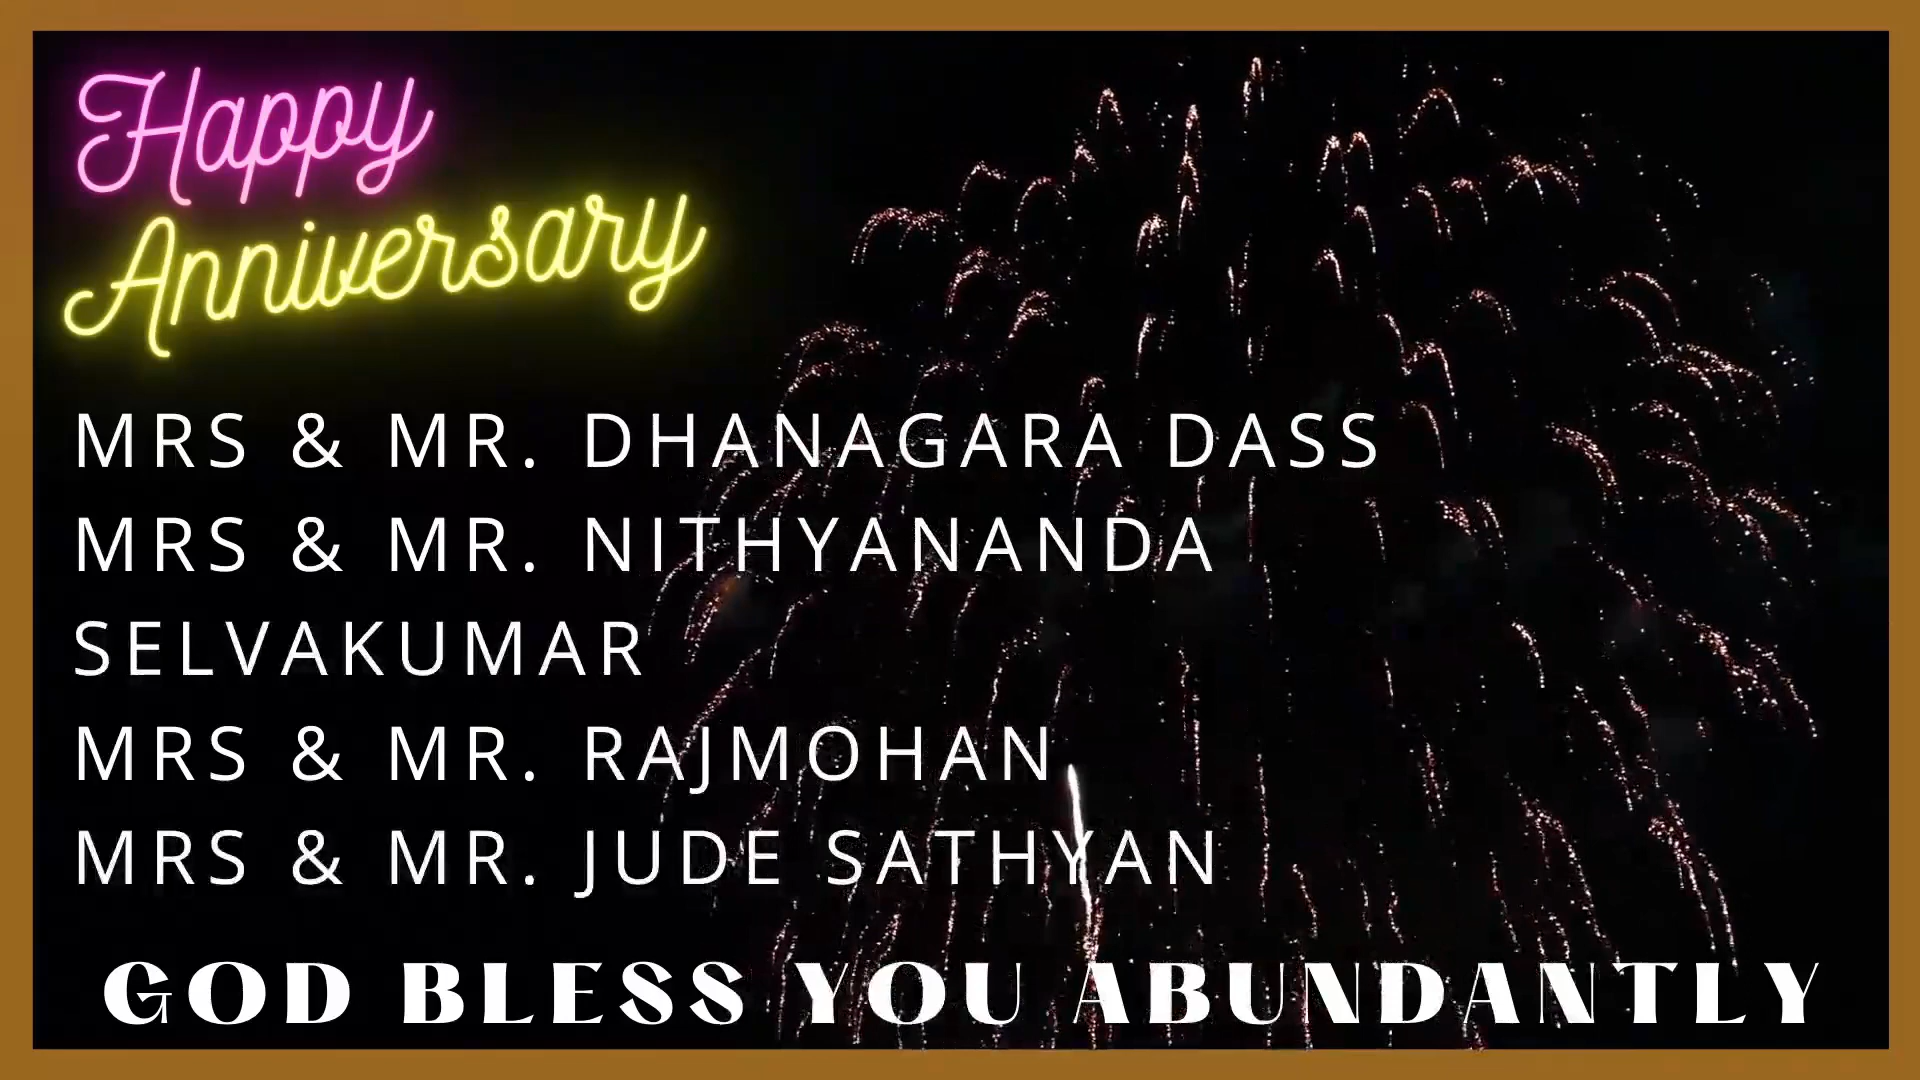 Happy
Anniversary
MRS & MR. DHANAGARA DASS
MRS & MR. NITHYANANDA
SELVAKUMAR
MRS & MR. RAJMOHAN
MRS & MR. JUDE SATHYAN
GOD BLESS YOU ABUNDANTLY